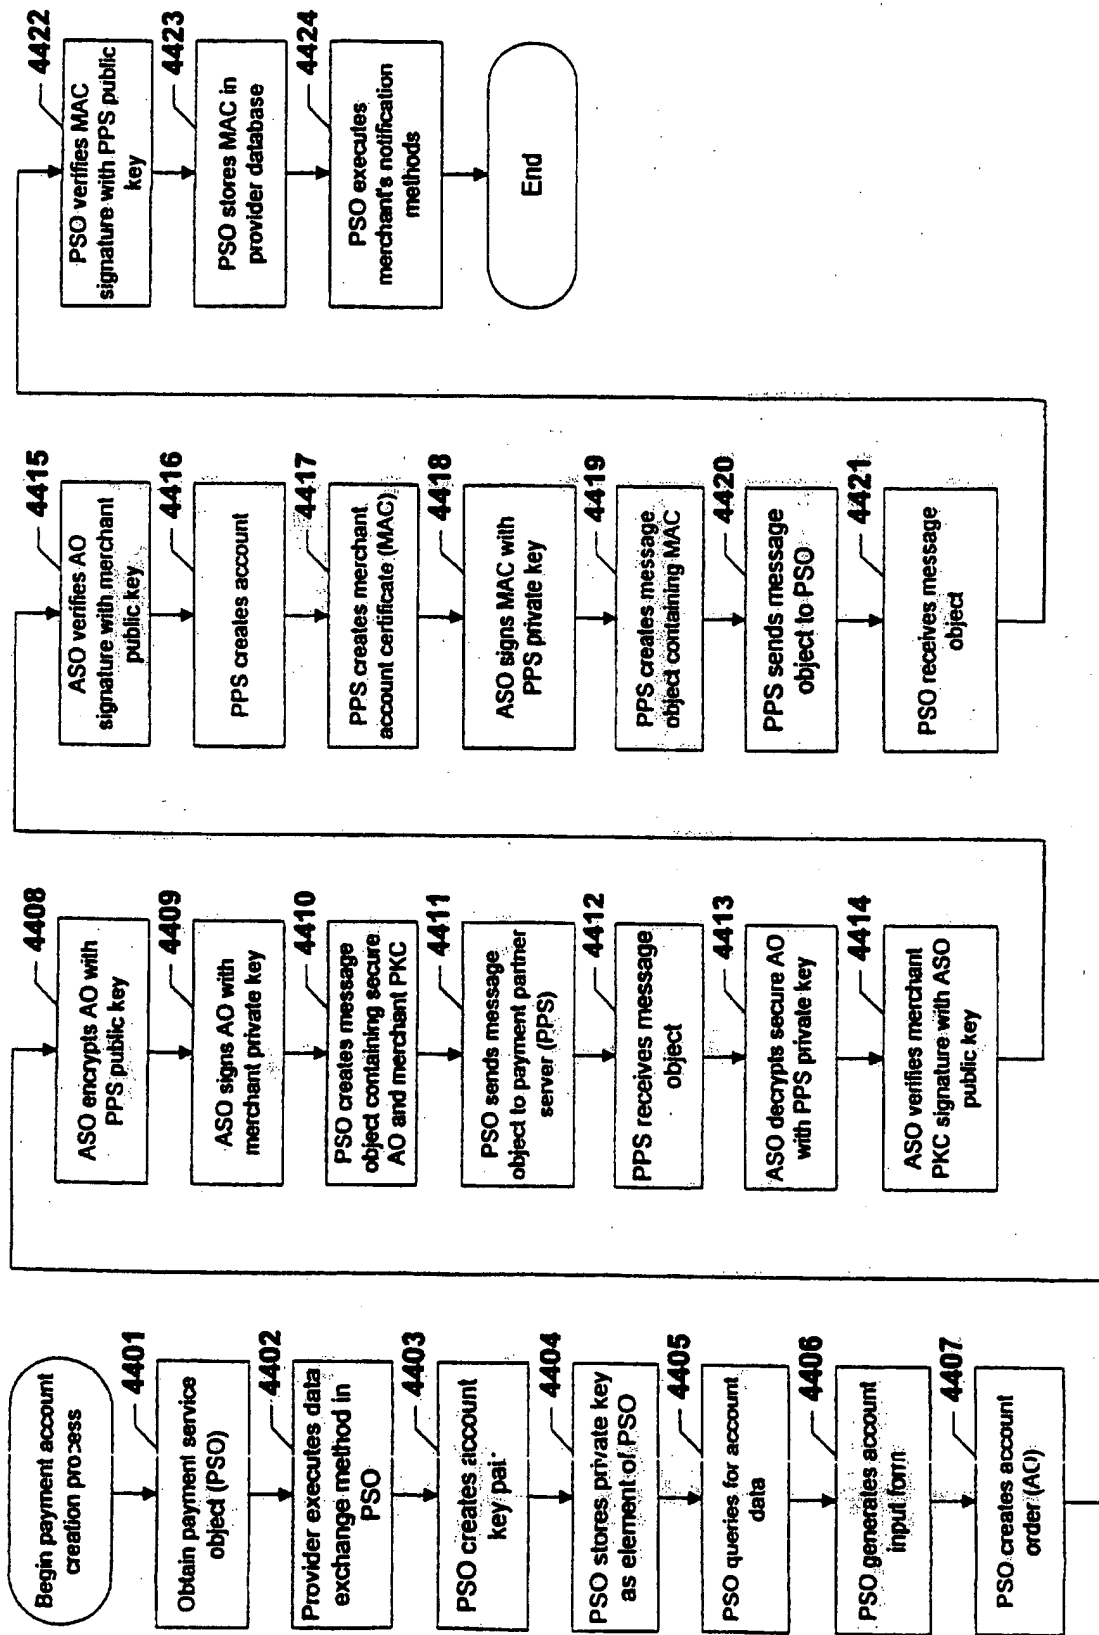 Begin payment account
creation process
4401
Obtain payment service
object (PSO)
4402
Provider executes data
exchange method in
PSO
4403
PSO creates account
key pai.
4404
PSO stores private key
as element of PSO
4405
PSO queries for account
data
4406
PSO generates account
input form
4407
PSO creates account
order (AO)
4408
ASO encrypts AO with
PPS public key
4409
ASO signs AO with
merchant private key
4410
PSO creates message
object containing secure
AO and merchant PKC
4411
PSO sends message
object to payment partner
server (PPS)
4412
PPS receives message
object
4413
ASO decrypts secure AO
with PPS private key
4414
ASO verifies merchant
PKC signature with ASO
public key
4415
ASO verifies AO
signature with merchant
public key
4416
PPS creates account
4417
PPS creates merchant
account certificate (MAC)
4418
ASO signs MAC with
PPS private key
4419
PPS creates message
object containing MAC
4420
PPS sends message
object to PSO
4421
PSO receives message
object
4422
PSO verifies MAC
signature with PPS public
key
4423
PSO stores MAC in
provider database
4424
PSO executes
merchant's notification
methods
End